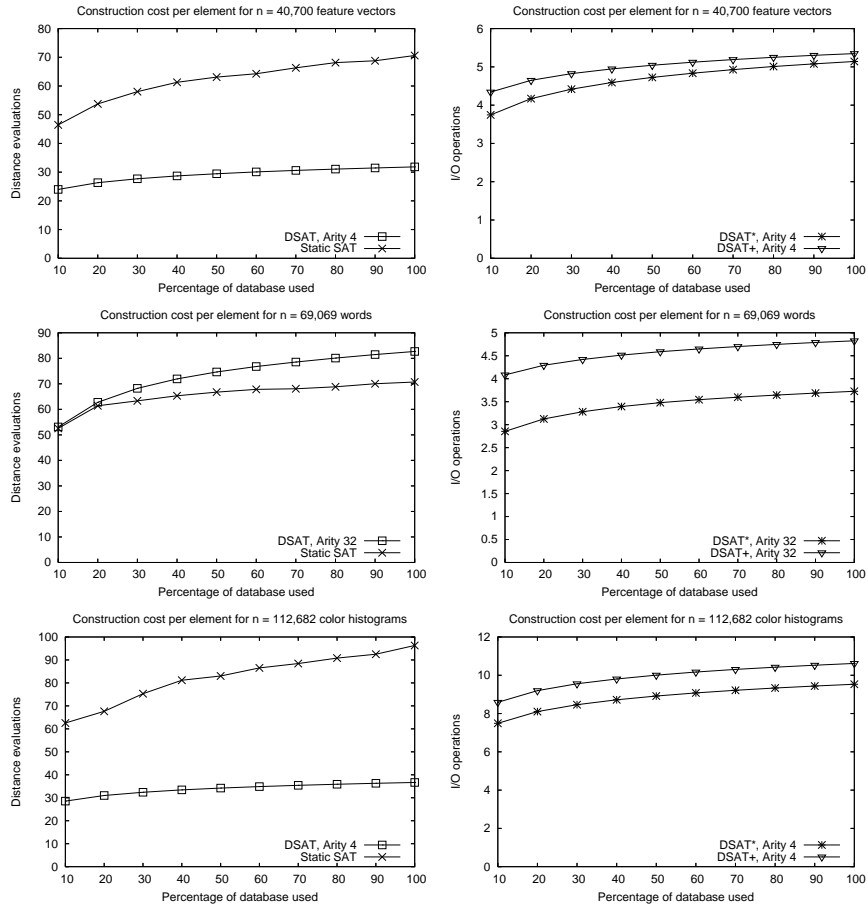 Construction cost per element for n = 40,700 feature vectors
80
70
60
50
40
30
20
10
0
Distance evaluations
DSAT, Arity 4
Static SAT
10 20 30 40 50 60 70 80 90 100
Percentage of database used
Construction cost per element for n = 40,700 feature vectors
6
5
4
3
2
1
0
I/O operations
DSAT*, Arity 4
DSAT+, Arity 4
10 20 30 40 50 60 70 80 90 100
Percentage of database used
Construction cost per element for n = 69,069 words
90
80
70
60
50
40
30
20
10
0
Distance evaluations
DSAT, Arity 32
Static SAT
10 20 30 40 50 60 70 80 90 100
Percentage of database used
Construction cost per element for n = 69,069 words
5
4.5
4
3.5
3
2.5
2
1.5
1
0.5
0
I/O operations
DSAT*, Arity 32
DSAT+, Arity 32
10 20 30 40 50 60 70 80 90 100
Percentage of database used
Construction cost per element for n = 112,682 color histograms
100
90
80
70
60
50
40
30
20
10
0
Distance evaluations
DSAT, Arity 4
Static SAT
10 20 30 40 50 60 70 80 90 100
Percentage of database used
Construction cost per element for n = 112,682 color histograms
12
10
8
6
4
2
0
I/O operations
DSAT*, Arity 4
DSAT+, Arity 4
10 20 30 40 50 60 70 80 90 100
Percentage of database used